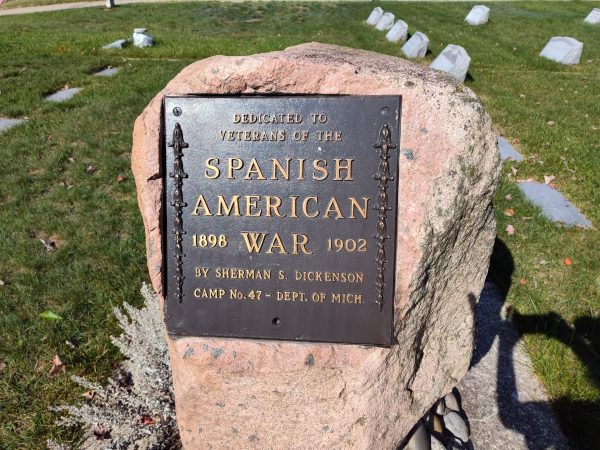 DEDICATED TO
VETERANS OF THE
SPANISH
AMERICAN
1898 WAR 1902
BY SHERMAN S. DICKENSON
CAMP No. 47 - DEPT. OF MICH.